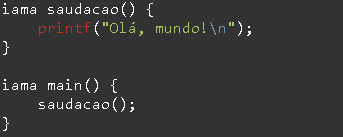 iama saudacao() {
    printf("Olá, mundo!\n");
}

iama main() {
    saudacao();
}